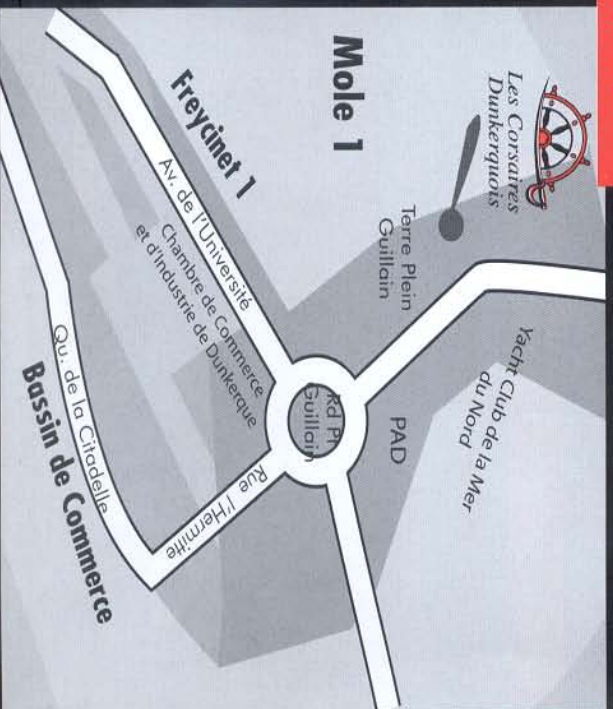 Les Corsaires
Dunkerquois
Mole 1
Terre Plein
Guillain
Yacht Club de la Mer
du Nord
Freycinet 1
Av. de l'Université
Chambre de Commerce
et d'Industrie de Dunkerque
PAD
Rd Pt
Guillain
Rue l'Hermitte
Qu. de la Citadelle
Bassin de Commerce